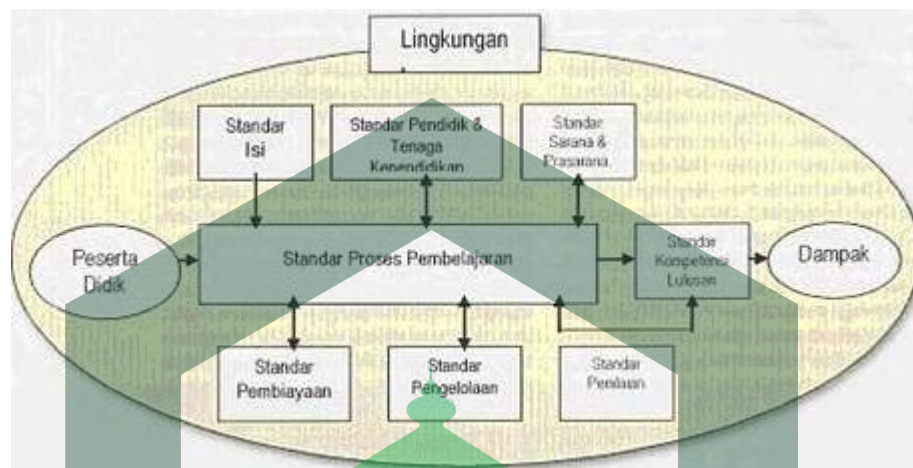 Lingkungan
Standar
Isi
Standar Pendidik &
Tenaga
Kependidikan
Standar
Sarana &
Prasarana.
Peserta
Didik
Standar Proses Pembelajaran
Standar
Kompetensi
Lulusan
Dampak
Standar
Pembiayaan
Standar
Pengelolaan
Standar
Penilaian